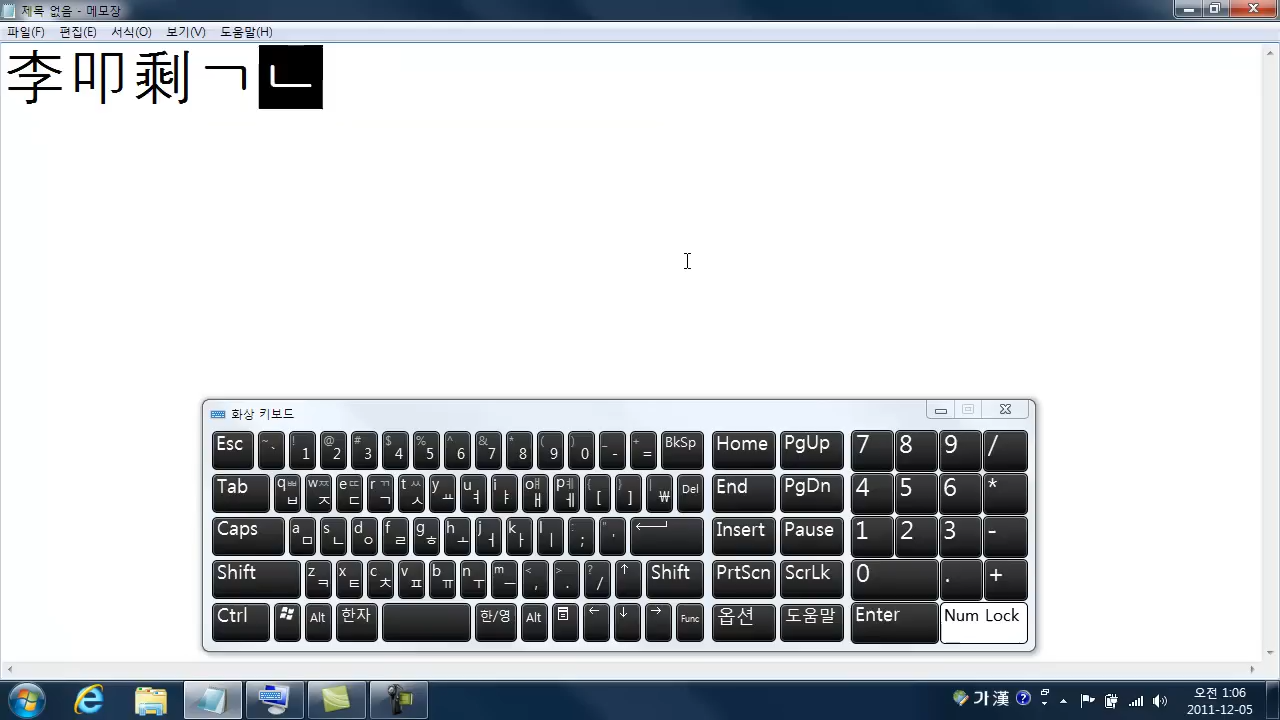 제목 없음 - 메모장
파일(F) 편집(E) 서식(O) 보기(V) 도움말(H)
李叩剩ㄱㄴ
화상 키보드
Esc ~ ` ! 1 @ 2 # 3 $ 4 % 5 ^ 6 & 7 * 8 ( 9 ) 0 _ - + = BkSp Home PgUp 7 8 9 /
Tab q ㅃ ㅂ w ㅉ ㅈ e ㄸ ㄷ r ㄲ ㄱ t ㅆ ㅅ y ㅛ u ㅕ i ㅑ o ㅒ ㅐ p ㅖ ㅔ { [ } ] | ₩ Del End PgDn 4 5 6 *
Caps a ㅁ s ㄴ d ㅇ f ㄹ g ㅎ h ㅗ j ㅓ k ㅏ l ㅣ : ; " ' Insert Pause 1 2 3 -
Shift z ㅋ x ㅌ c ㅊ v ㅍ b ㅠ n ㅜ m ㅡ < , > . ? / ↑ Shift PrtScn ScrLk 0 . +
Ctrl Alt 한자 한/영 Alt ← ↓ → Func 옵션 도움말 Enter Num Lock
가 漢 ?
오전 1:06
2011-12-05